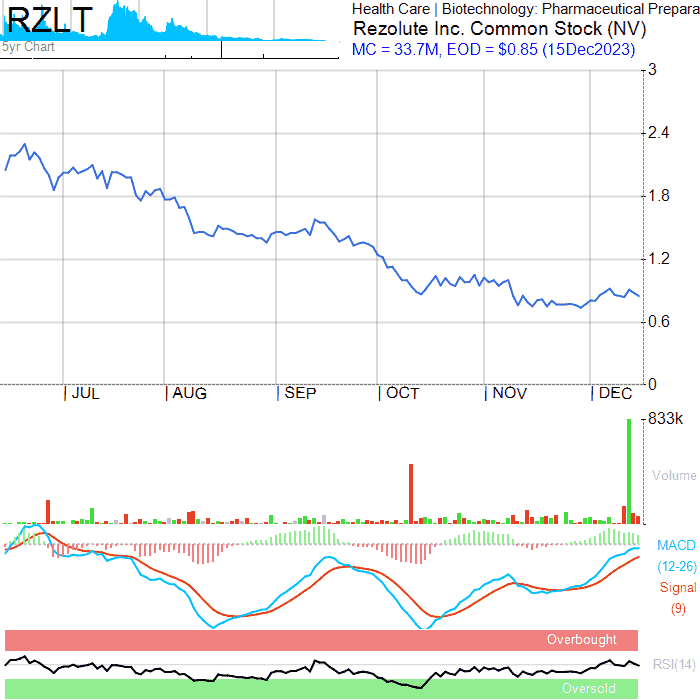 RZLT
5yr Chart
Health Care | Biotechnology: Pharmaceutical Prepara
Rezolute Inc. Common Stock (NV)
MC = 33.7M, EOD = $0.85 (15Dec2023)
3
2.4
1.8
1.2
0.6
0
JUL AUG SEP OCT NOV DEC
833k
Volume
MACD
(12-26)
Signal
(9)
Overbought
RSI(14)
Oversold